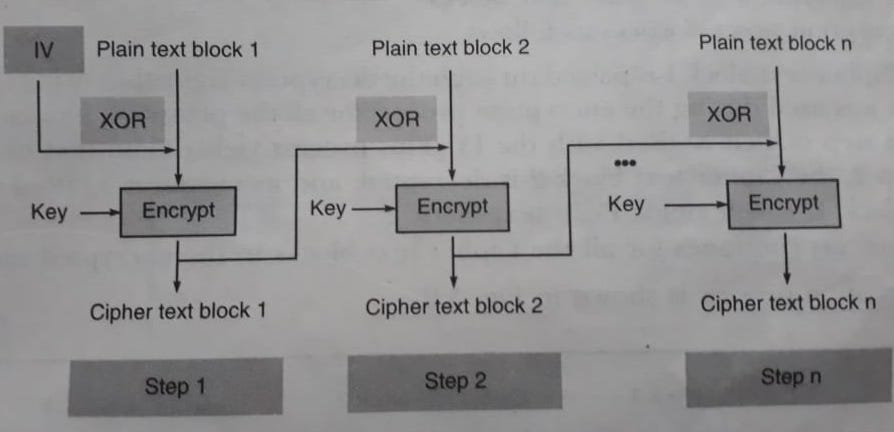 IV
Plain text block 1
Plain text block 2
Plain text block n
XOR
XOR
XOR
...
Key
Encrypt
Key
Encrypt
Key
Encrypt
Cipher text block 1
Cipher text block 2
Cipher text block n
Step 1
Step 2
Step n